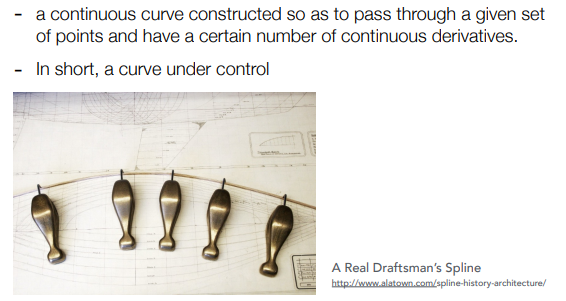 - a continuous curve constructed so as to pass through a given set
of points and have a certain number of continuous derivatives.
- In short, a curve under control
A Real Draftsman's Spline
http://www.alatown.com/spline-history-architecture/